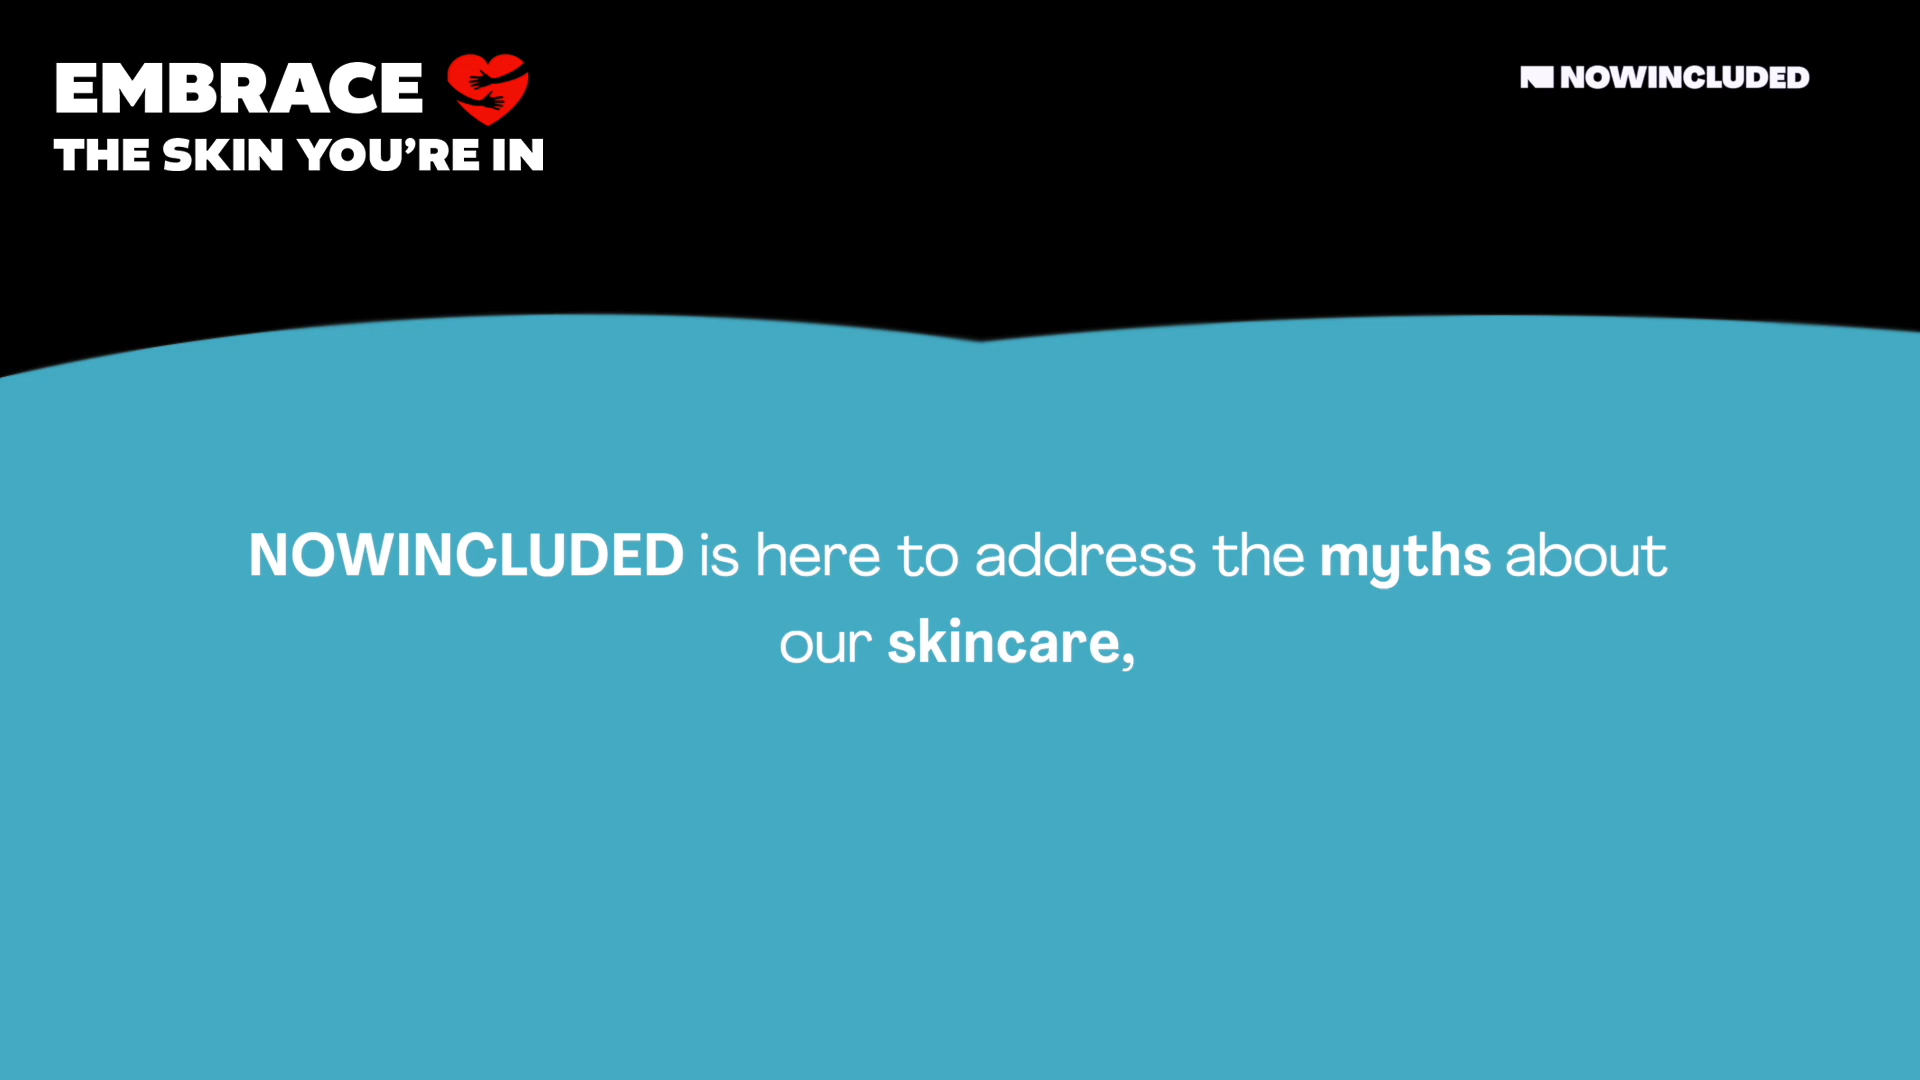 EMBRACE
THE SKIN YOU’RE IN
NOWINCLUDED
NOWINCLUDED is here to address the myths about
our skincare,